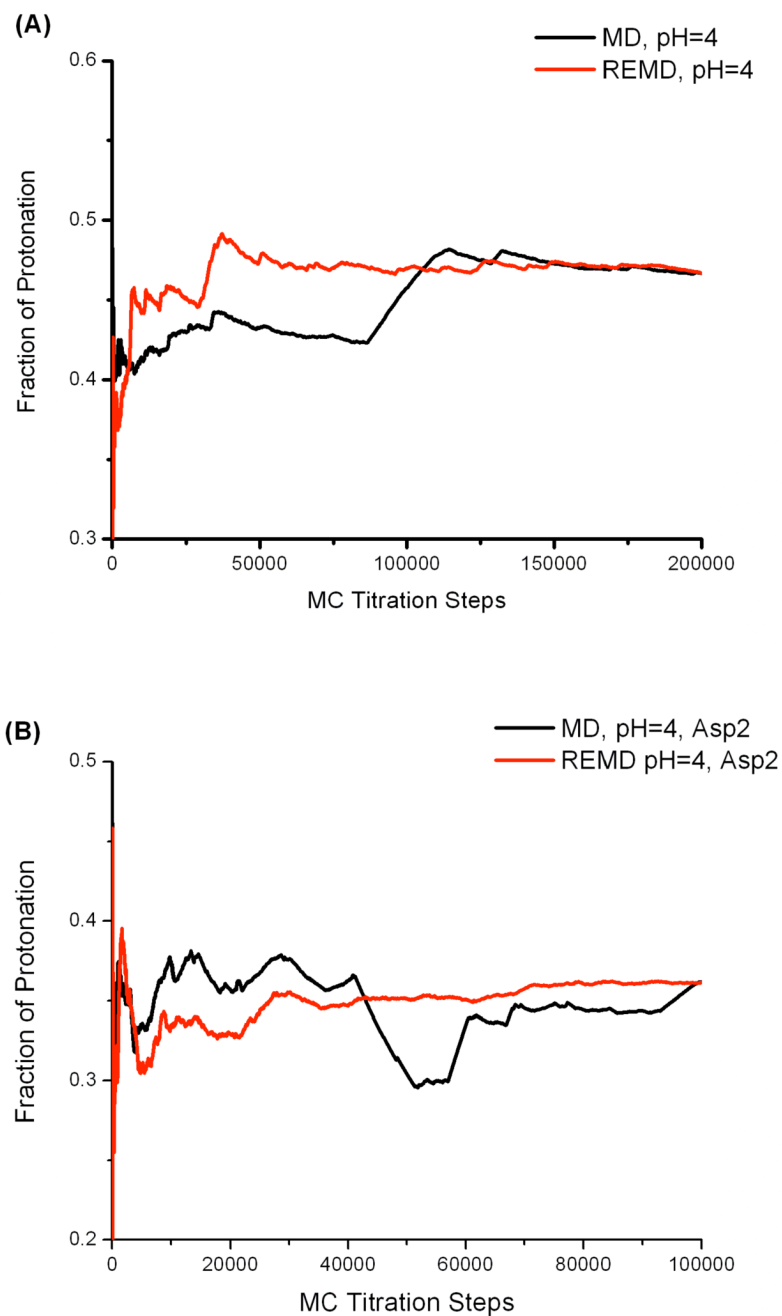 (A)
MD, pH=4
REMD, pH=4
0.6
0.5
0.4
0.3
Fraction of Protonation
0
50000
100000
150000
200000
MC Titration Steps
(B)
MD, pH=4, Asp2
REMD pH=4, Asp2
0.5
0.4
0.3
0.2
Fraction of Protonation
0
20000
40000
60000
80000
100000
MC Titration Steps